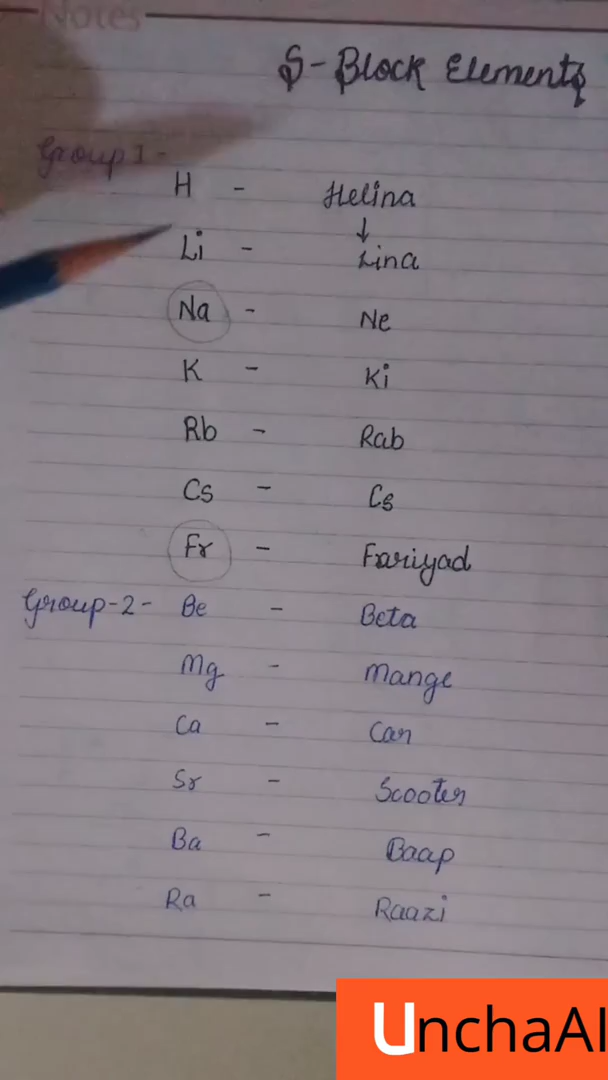 Notes
S-Block Elements
Group 1-
H - Helina
↓
Li - Lina
Na - Ne
K - Ki
Rb - Rab
Cs - Cs
Fr - Fariyad
Group-2- Be - Beta
Mg - Mange
Ca - Car
Sr - Scooter
Ba - Baap
Ra - Raazi
UnchaAI